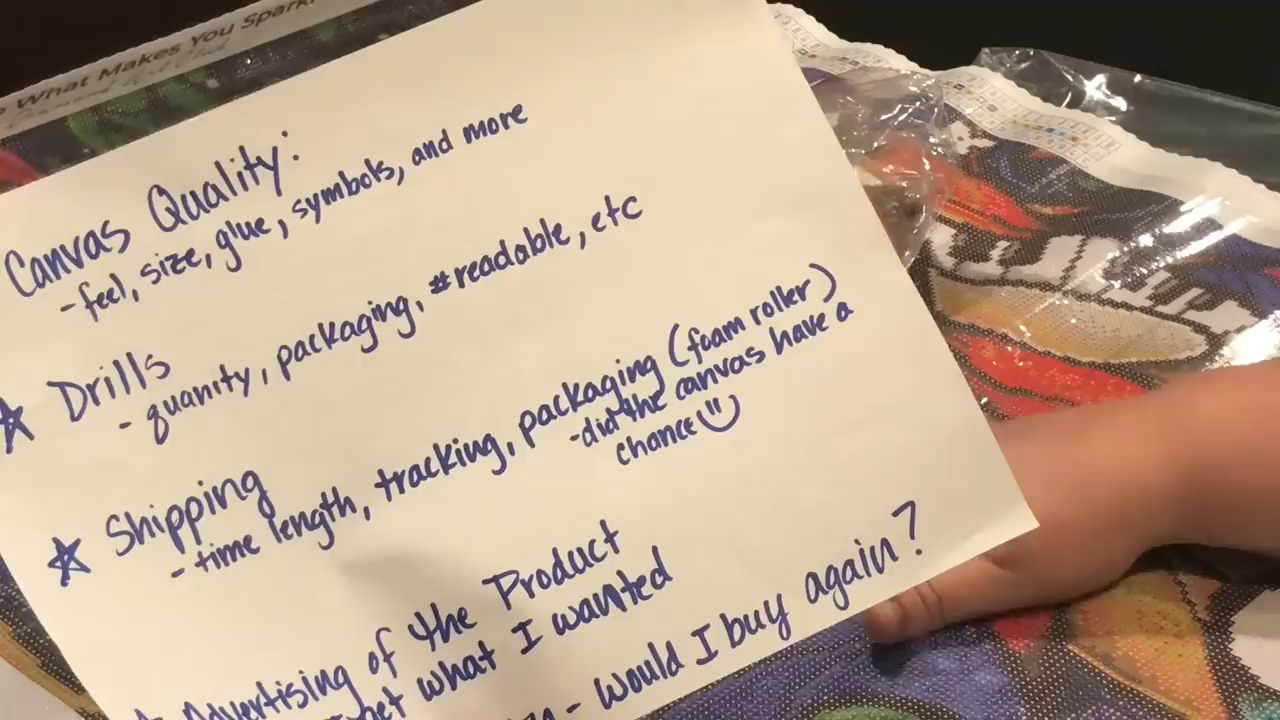 What Makes You Spark
Canvas Quality:
- feel, size, glue, symbols, and more
Drills
- quanity, packaging, #readable, etc
Shipping
- time length, tracking, packaging (foam roller)
- did the canvas have a
chance
Advertising of the Product
what I wanted
- would I buy again?